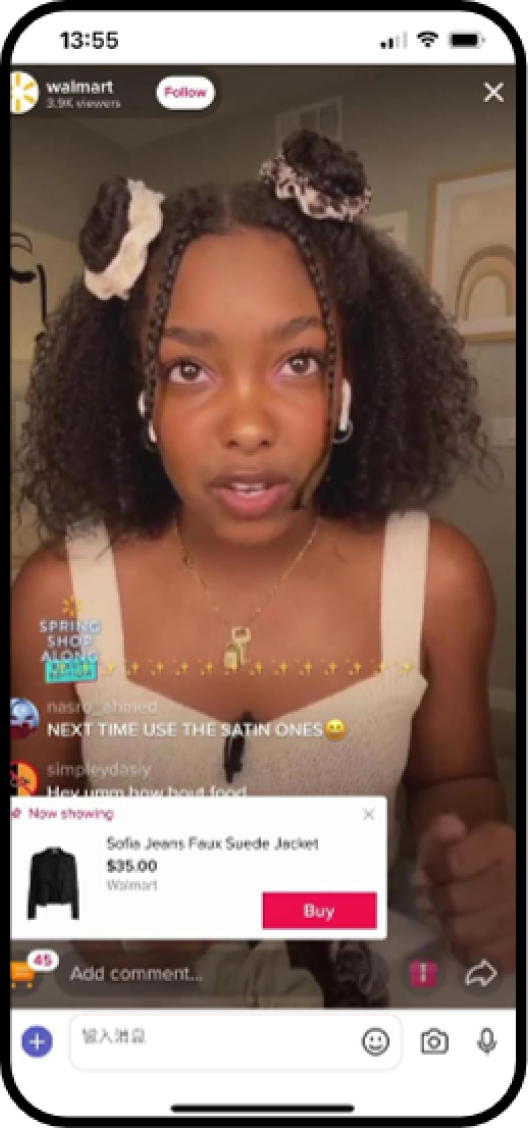 13:55
walmart
3.9K viewers
Follow
SPRING
SHOP
ALONG
EDITION
nasro_ahmed
NEXT TIME USE THE SATIN ONES😄
simpleydasiy
Hey umm how bout food
Now showing
Sofia Jeans Faux Suede Jacket
$35.00
Walmart
Buy
45
Add comment...
输入消息